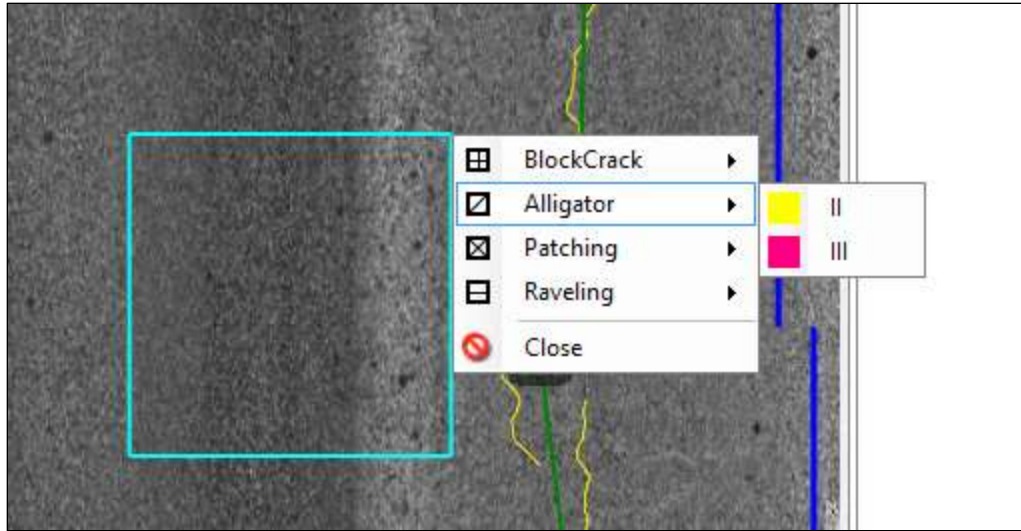 BlockCrack
Alligator
II
III
Patching
Raveling
Close